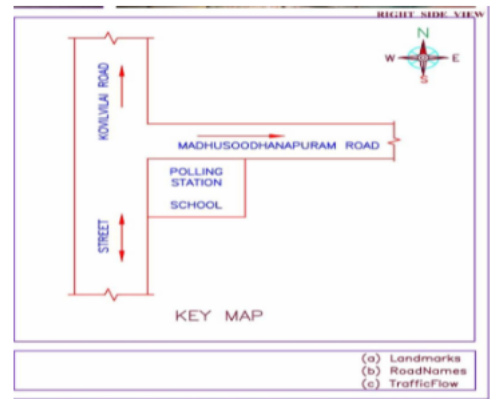 RIGHT SIDE VIEW
N
W E
S
KOVILVILAI ROAD
MADHUSOODHANAPURAM ROAD
POLLING
STATION
SCHOOL
STREET
KEY MAP
(a) Landmarks
(b) RoadNames
(c) TrafficFlow